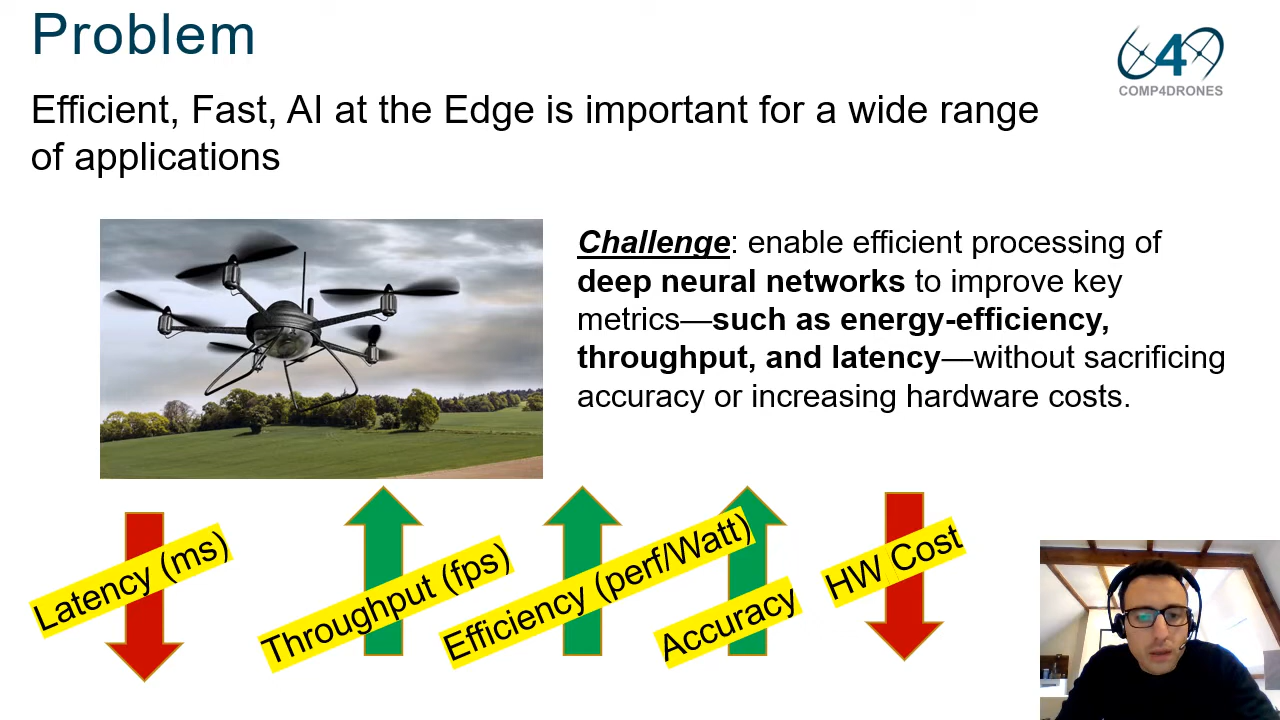 Problem
Efficient, Fast, AI at the Edge is important for a wide range
of applications
COMP4DRONES
Challenge: enable efficient processing of
deep neural networks to improve key
metrics—such as energy-efficiency,
throughput, and latency—without sacrificing
accuracy or increasing hardware costs.
Latency (ms)
Throughput (fps)
Efficiency (perf/Watt)
Accuracy
HW Cost